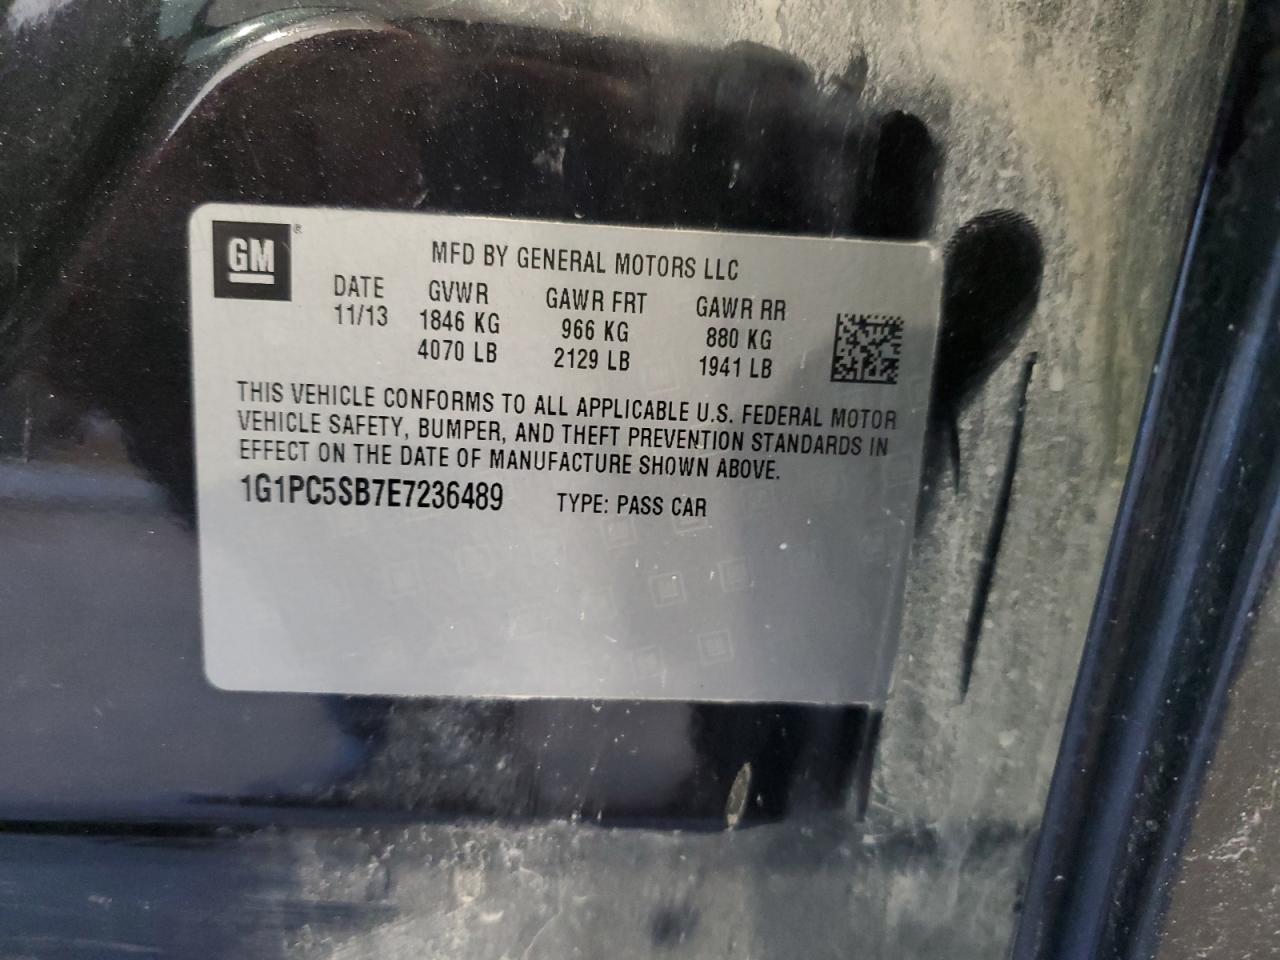 GM®
MFD BY GENERAL MOTORS LLC
DATE GVWR GAWR FRT GAWR RR
11/13 1846 KG 966 KG 880 KG
4070 LB 2129 LB 1941 LB
THIS VEHICLE CONFORMS TO ALL APPLICABLE U.S. FEDERAL MOTOR
VEHICLE SAFETY, BUMPER, AND THEFT PREVENTION STANDARDS IN
EFFECT ON THE DATE OF MANUFACTURE SHOWN ABOVE.
1G1PC5SB7E7236489 TYPE: PASS CAR